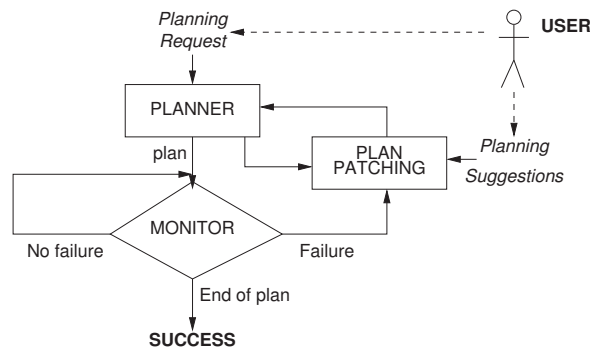 Planning
Request
USER
PLANNER
plan
PLAN
PATCHING
Planning
Suggestions
MONITOR
No failure
Failure
End of plan
SUCCESS